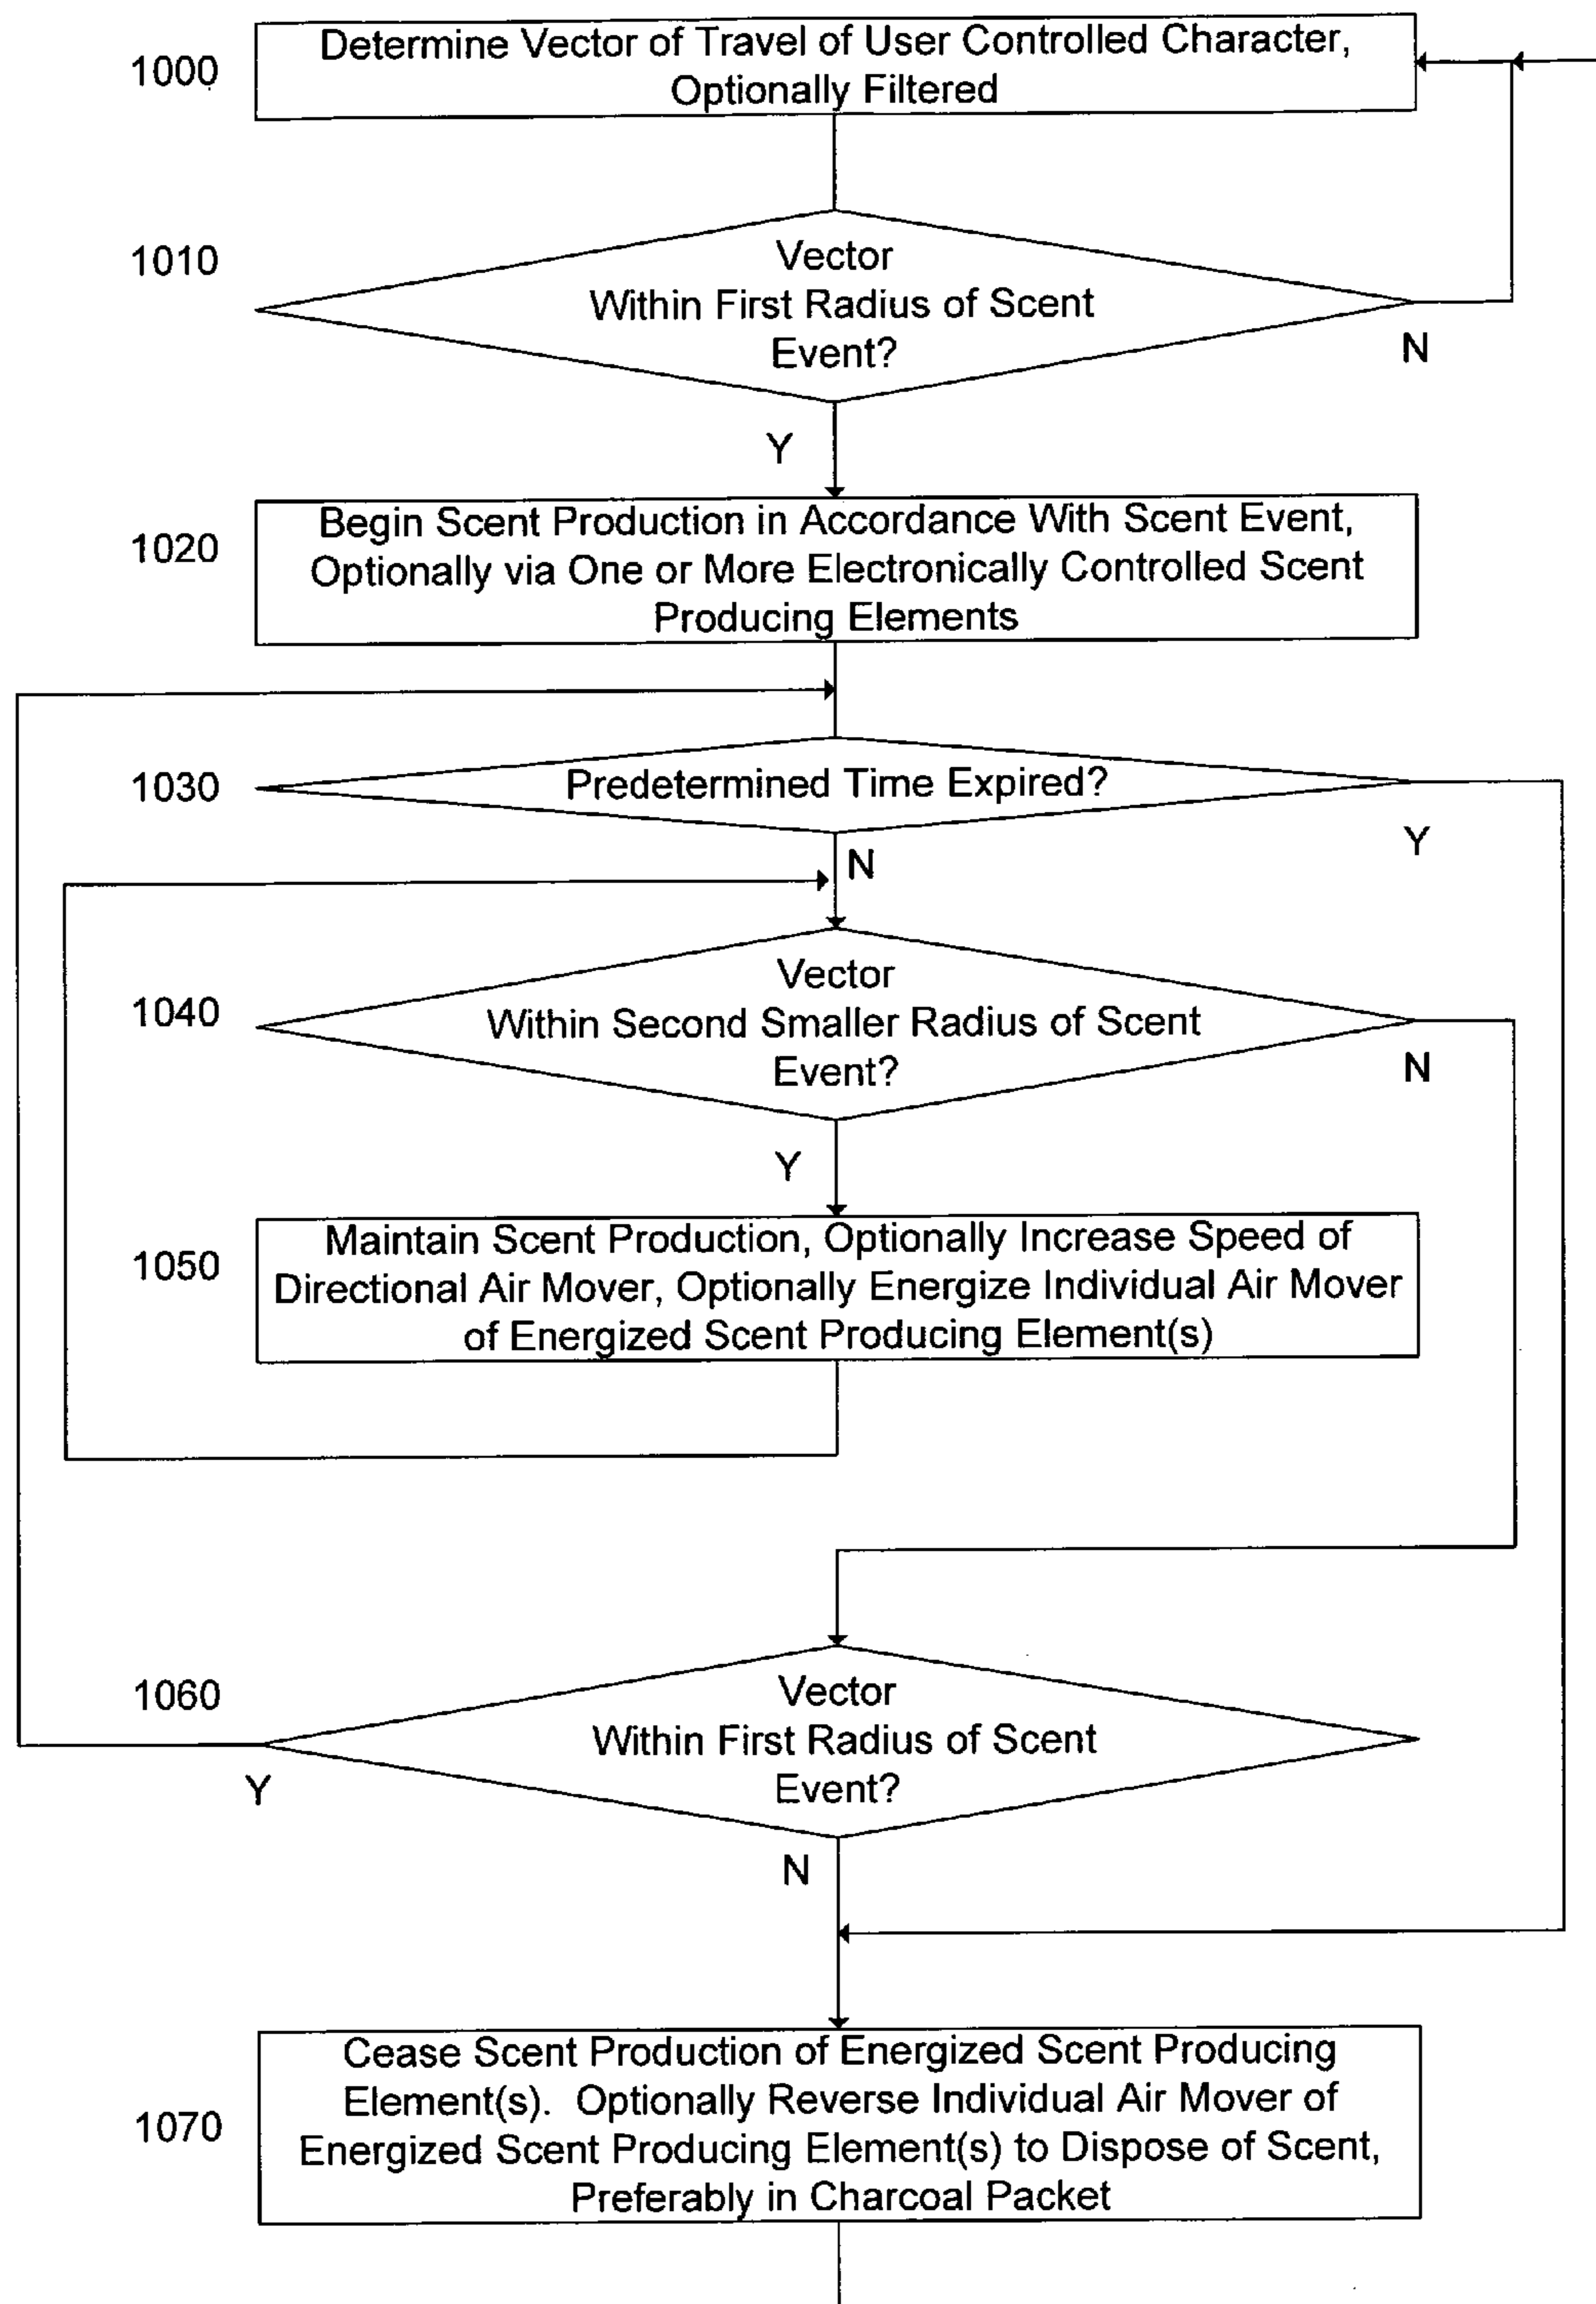 1000
Determine Vector of Travel of User Controlled Character,
Optionally Filtered
1010
Vector
Within First Radius of Scent
Event?
N
Y
1020
Begin Scent Production in Accordance With Scent Event,
Optionally via One or More Electronically Controlled Scent
Producing Elements
1030
Predetermined Time Expired?
Y
N
1040
Vector
Within Second Smaller Radius of Scent
Event?
N
Y
1050
Maintain Scent Production, Optionally Increase Speed of
Directional Air Mover, Optionally Energize Individual Air Mover
of Energized Scent Producing Element(s)
1060
Vector
Within First Radius of Scent
Event?
Y
N
1070
Cease Scent Production of Energized Scent Producing
Element(s). Optionally Reverse Individual Air Mover of
Energized Scent Producing Element(s) to Dispose of Scent,
Preferably in Charcoal Packet